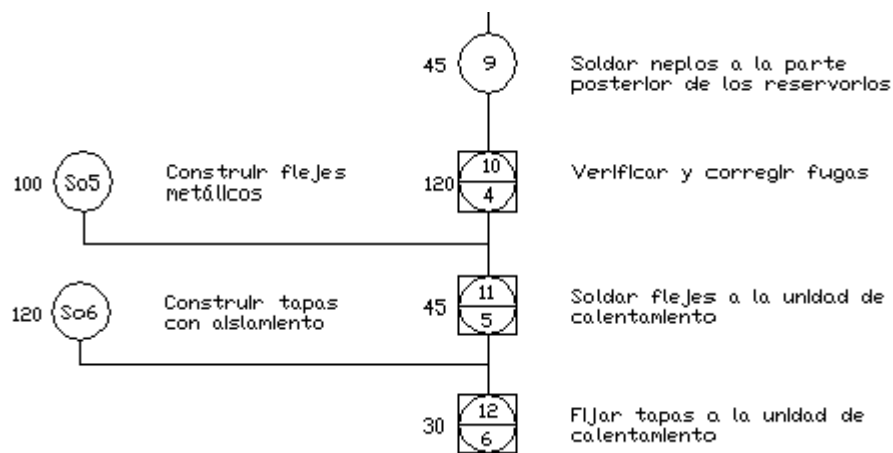 45
9
Soldar neplos a la parte
posterior de los reservorios
100
So5
Construir flejes
metálicos
120
10
4
Verificar y corregir fugas
120
So6
Construir tapas
con aislamiento
45
11
5
Soldar flejes a la unidad de
calentamiento
30
12
6
Fijar tapas a la unidad de
calentamiento